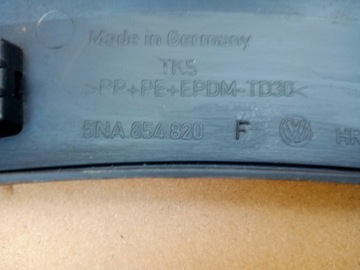 Made in Germany
TKS
>PP+PE+EPDM-TD30<
5NA 854 820 F